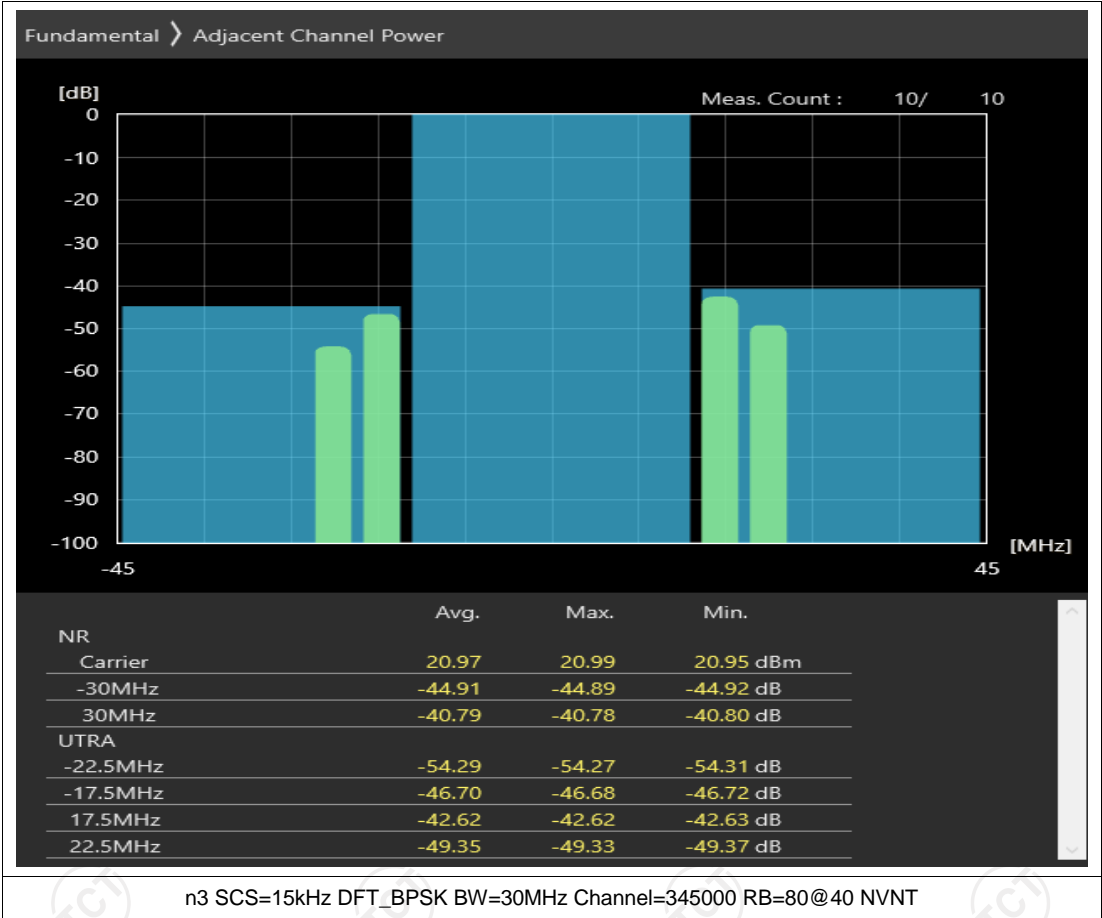 Fundamental ❯ Adjacent Channel Power
[dB]
Meas. Count : 10/ 10
0
-10
-20
-30
-40
-50
-60
-70
-80
-90
-100
[MHz]
-45 45
Avg. Max. Min.
NR
Carrier 20.97 20.99 20.95 dBm
-30MHz -44.91 -44.89 -44.92 dB
30MHz -40.79 -40.78 -40.80 dB
UTRA
-22.5MHz -54.29 -54.27 -54.31 dB
-17.5MHz -46.70 -46.68 -46.72 dB
17.5MHz -42.62 -42.62 -42.63 dB
22.5MHz -49.35 -49.33 -49.37 dB
n3 SCS=15kHz DFT_BPSK BW=30MHz Channel=345000 RB=80@40 NVNT
TCT TCT TCT TCT